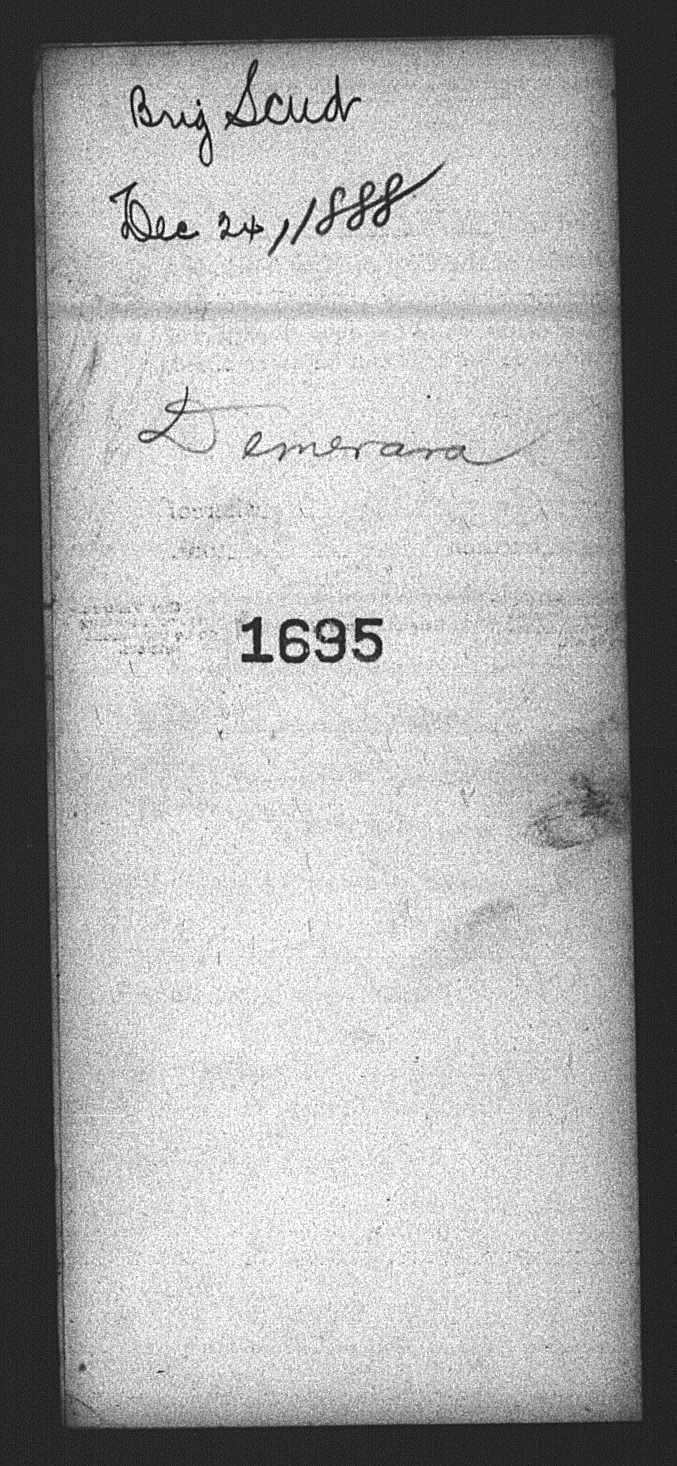 Brig Scud
Dec 24, 1888
Demerara
1695